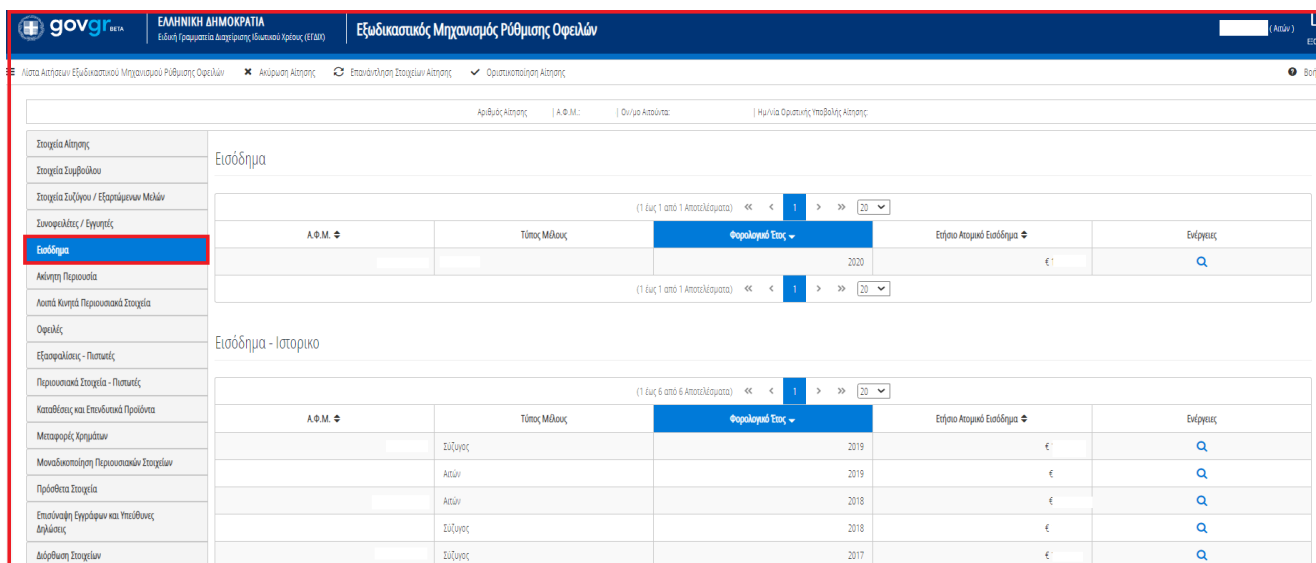 govgr BETA
ΕΛΛΗΝΙΚΗ ΔΗΜΟΚΡΑΤΙΑ
Ειδική Γραμματεία Διαχείρισης Ιδιωτικού Χρέους (ΕΓΔΙΧ)
Εξωδικαστικός Μηχανισμός Ρύθμισης Οφειλών
( Αιτών )
Λίστα Αιτήσεων Εξωδικαστικού Μηχανισμού Ρύθμισης Οφειλών Ακύρωση Αίτησης Επανάντληση Στοιχείων Αίτησης Οριστικοποίηση Αίτησης
Αριθμός Αίτησης | Α.Φ.Μ.: | Ον/μο Αιτούντα: | Ημ/νία Οριστικής Υποβολής Αίτησης:
Στοιχεία Αίτησης
Στοιχεία Συμβούλου
Στοιχεία Συζύγου / Εξαρτώμενων Μελών
Συνοφειλέτες / Εγγυητές
Εισόδημα
Ακίνητη Περιουσία
Λοιπά Κινητά Περιουσιακά Στοιχεία
Οφειλές
Εξασφαλίσεις - Πιστωτές
Περιουσιακά Στοιχεία - Πιστωτές
Καταθέσεις και Επενδυτικά Προϊόντα
Μεταφορές Χρημάτων
Μοναδικοποίηση Περιουσιακών Στοιχείων
Πρόσθετα Στοιχεία
Επισύναψη Εγγράφων και Υπεύθυνες
Δηλώσεις
Διόρθωση Στοιχείων
Εισόδημα
(1 έως 1 από 1 Αποτελέσματα) « < 1 > » 20
Α.Φ.Μ. Τύπος Μέλους Φορολογικό Έτος Ετήσιο Ατομικό Εισόδημα Ενέργειες
2020 €
(1 έως 1 από 1 Αποτελέσματα) « < 1 > » 20
Εισόδημα - Ιστορικο
(1 έως 6 από 6 Αποτελέσματα) « < 1 > » 20
Α.Φ.Μ. Τύπος Μέλους Φορολογικό Έτος Ετήσιο Ατομικό Εισόδημα Ενέργειες
Σύζυγος 2019 €
Αιτών 2019 €
Αιτών 2018 €
Σύζυγος 2018 €
Σύζυγος 2017 €